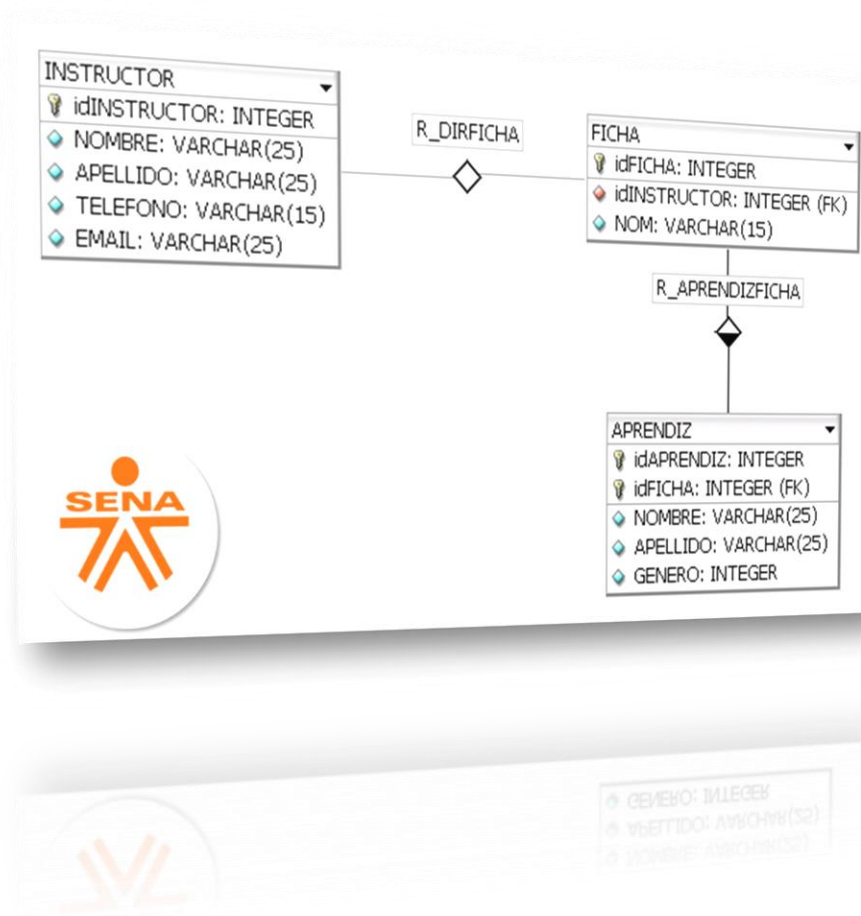 INSTRUCTOR
idINSTRUCTOR: INTEGER
NOMBRE: VARCHAR(25)
APELLIDO: VARCHAR(25)
TELEFONO: VARCHAR(15)
EMAIL: VARCHAR(25)
R_DIRFICHA
FICHA
idFICHA: INTEGER
idINSTRUCTOR: INTEGER (FK)
NOM: VARCHAR(15)
R_APRENDIZFICHA
APRENDIZ
idAPRENDIZ: INTEGER
idFICHA: INTEGER (FK)
NOMBRE: VARCHAR(25)
APELLIDO: VARCHAR(25)
GENERO: INTEGER
SENA